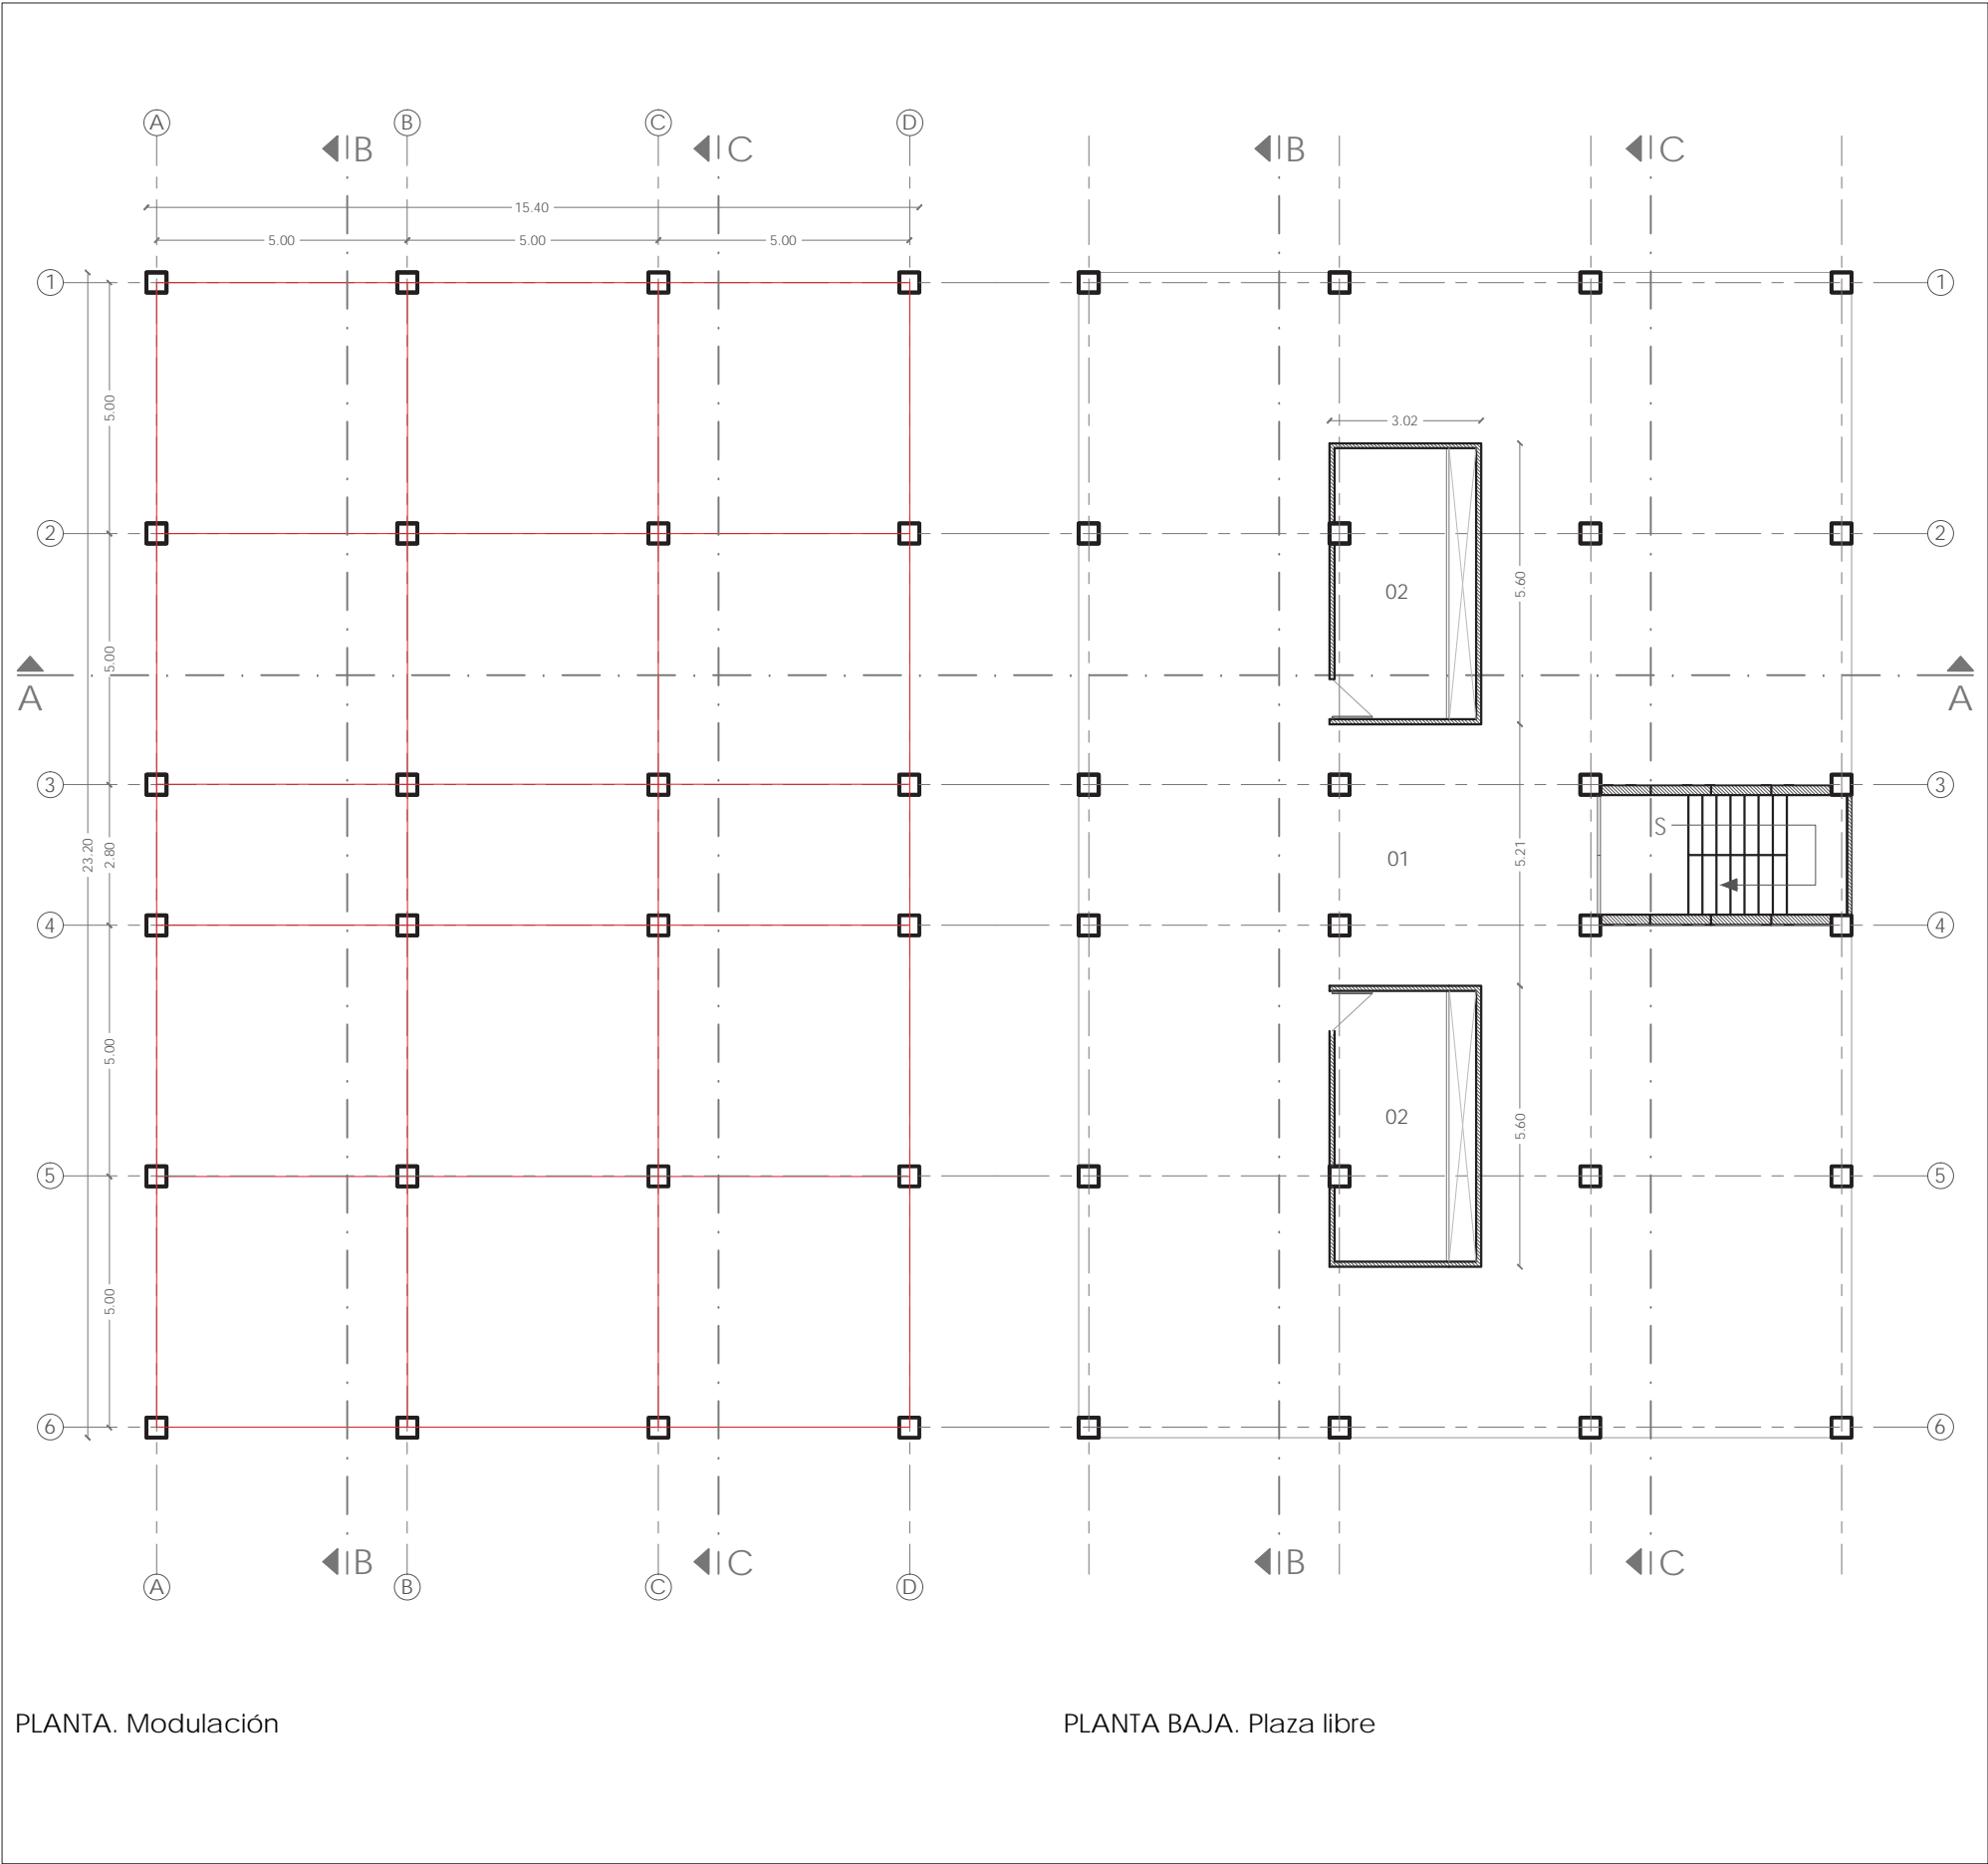 A B C D
B C B C
15.40
5.00 5.00 5.00
1 1
5.00
3.02
2 2
02
5.60
5.00
A A
3 3
S
23.20
2.80
5.21
01
4 4
5.00
02
5.60
5 5
5.00
6 6
B C B C
A B C D
PLANTA. Modulación
PLANTA BAJA. Plaza libre